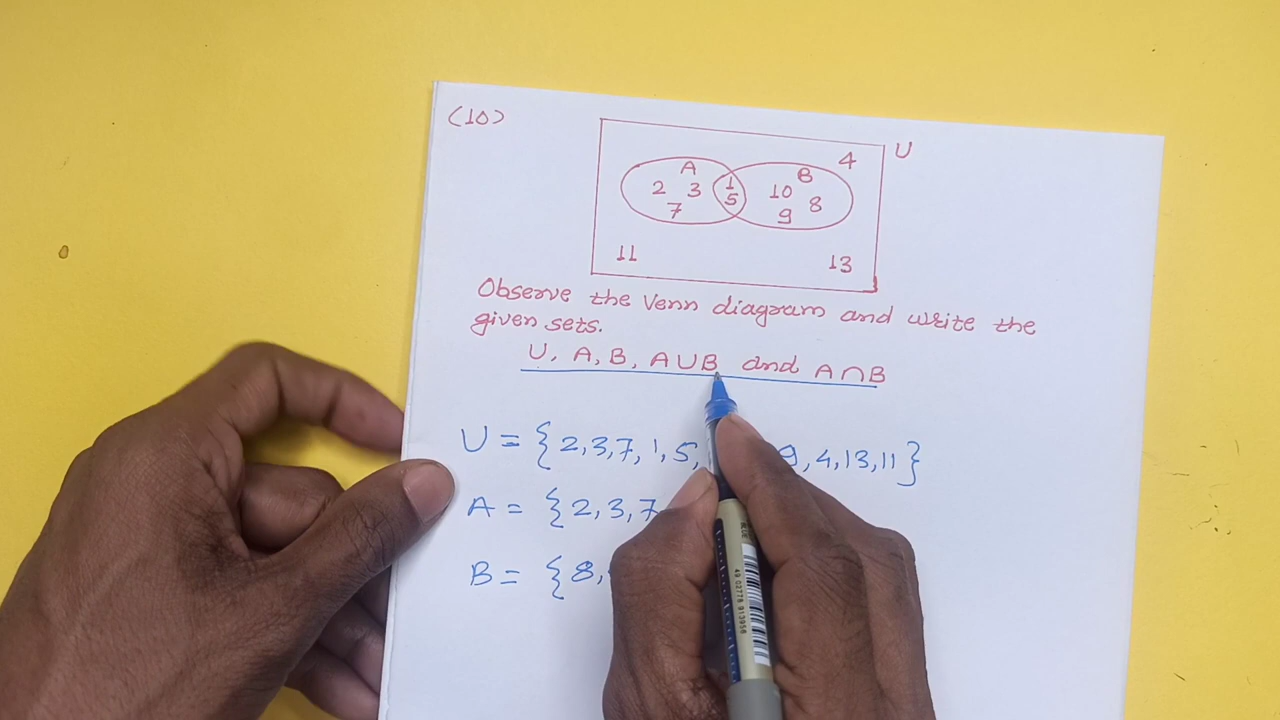 (10)
U
4
A
B
2 3
1
10
7
5
8
9
11
13
Observe the Venn diagram and write the
given sets.
U, A, B, A∪B and A∩B
U = {2,3,7,1,5, 9,4,13,11}
A = {2,3,7
B = {8,